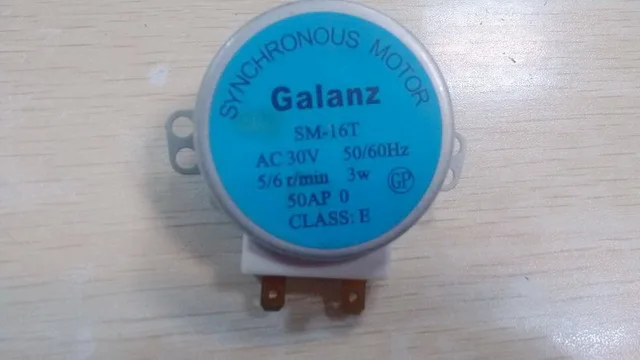 SYNCHRONOUS MOTOR
Galanz
SM-16T
AC 30V 50/60Hz
5/6 r/min 3w
GP
50AP 0
CLASS: E